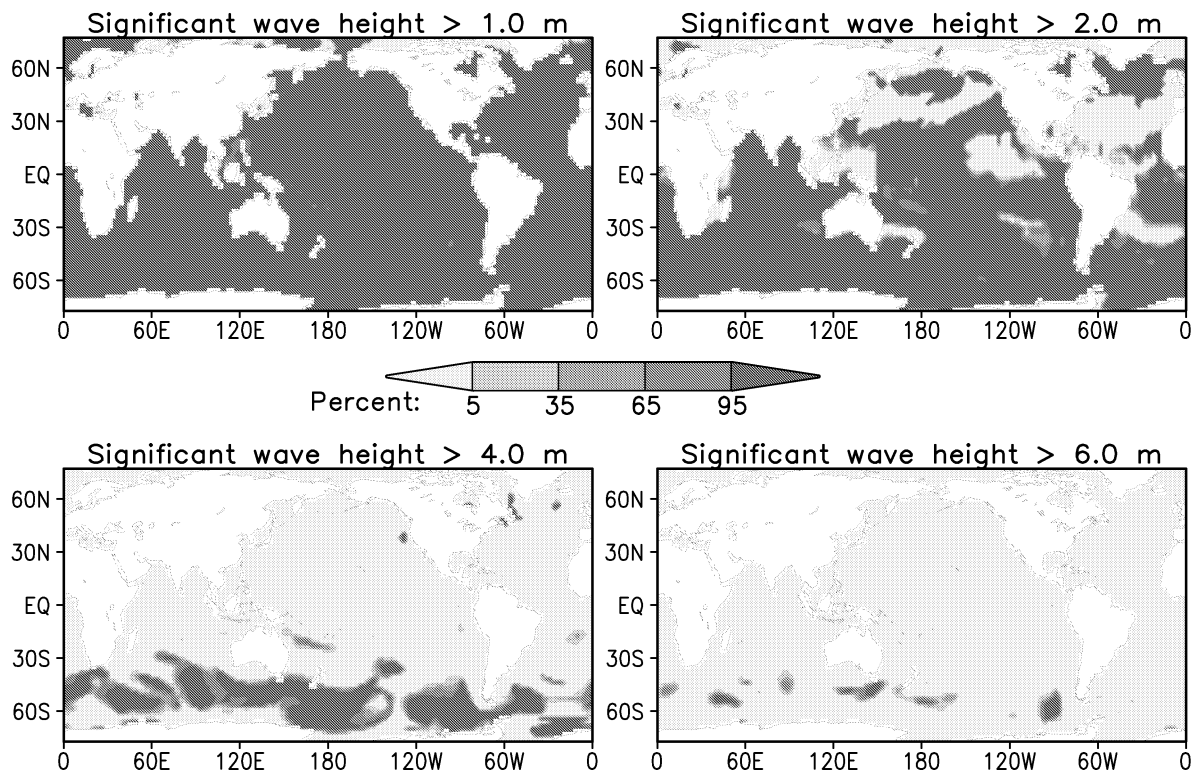 Significant wave height > 1.0 m
Significant wave height > 2.0 m
60N
30N
EQ
30S
60S
0 60E 120E 180 120W 60W 0
60N
30N
EQ
30S
60S
0 60E 120E 180 120W 60W 0
Percent: 5 35 65 95
Significant wave height > 4.0 m
Significant wave height > 6.0 m
60N
30N
EQ
30S
60S
0 60E 120E 180 120W 60W 0
60N
30N
EQ
30S
60S
0 60E 120E 180 120W 60W 0